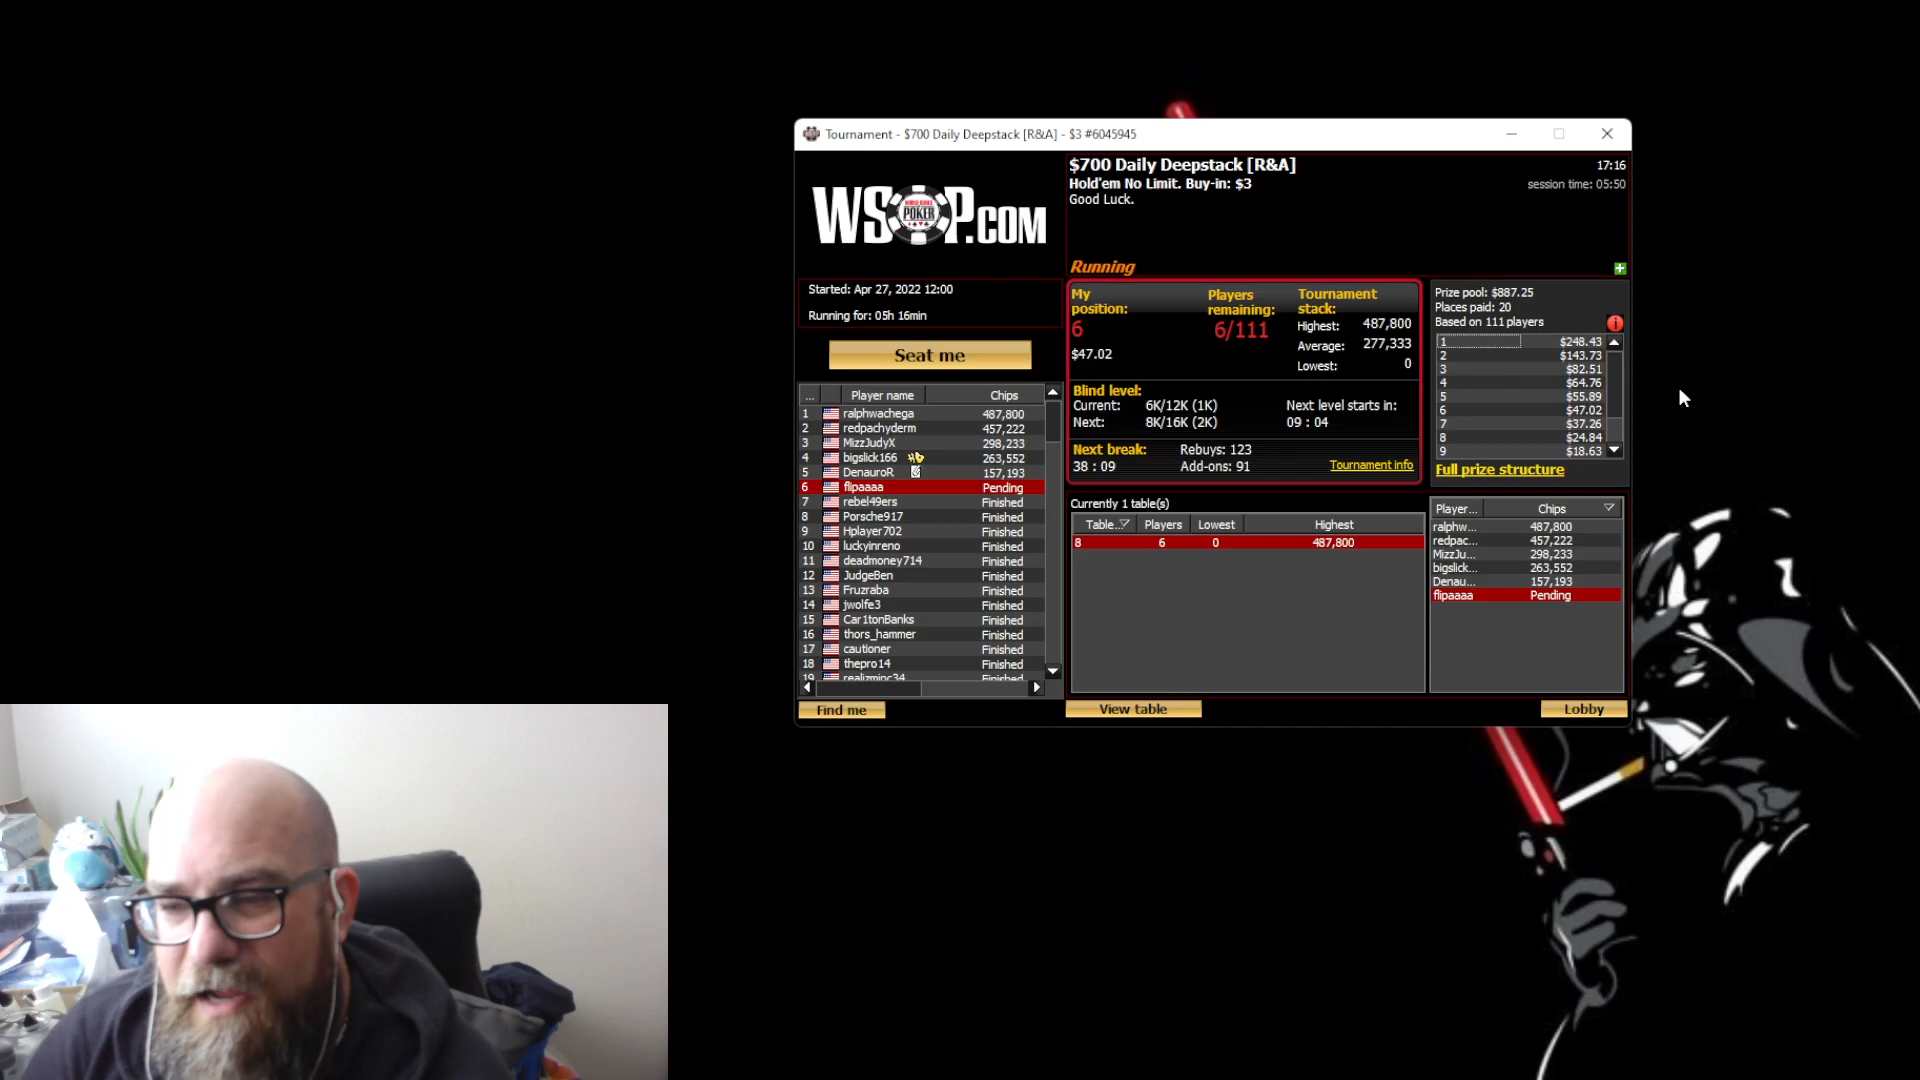 Tournament - $700 Daily Deepstack [R&A] - $3 #6045945
WSOP.COM
WORLD SERIES
POKER
$700 Daily Deepstack [R&A]
17:16
Hold'em No Limit. Buy-in: $3
session time: 05:50
Good Luck.
Running
Started: Apr 27, 2022 12:00
Running for: 05h 16min
Seat me
My position:
6
$47.02
Players remaining:
6/111
Tournament stack:
Highest: 487,800
Average: 277,333
Lowest: 0
Blind level:
Current: 6K/12K (1K)
Next: 8K/16K (2K)
Next level starts in:
09 : 04
Next break:
38 : 09
Rebuys: 123
Add-ons: 91
Tournament info
Prize pool: $887.25
Places paid: 20
Based on 111 players
1 $248.43
2 $143.73
3 $82.51
4 $64.76
5 $55.89
6 $47.02
7 $37.26
8 $24.84
9 $18.63
Full prize structure
... Player name Chips
1 ralphwachega 487,800
2 redpachyderm 457,222
3 MizzJudyX 298,233
4 bigslick166 263,552
5 DenauroR 157,193
6 flipaaaa Pending
7 rebel49ers Finished
8 Porsche917 Finished
9 Hplayer702 Finished
10 luckyinreno Finished
11 deadmoney714 Finished
12 JudgeBen Finished
13 Fruzraba Finished
14 jwolfe3 Finished
15 Car1tonBanks Finished
16 thors_hammer Finished
17 cautioner Finished
18 thepro14 Finished
19 realizminc34 Finished
Currently 1 table(s)
Table... Players Lowest Highest
8 6 0 487,800
Player... Chips
ralphw... 487,800
redpac... 457,222
MizzJu... 298,233
bigslick... 263,552
Denau... 157,193
flipaaaa Pending
Find me
View table
Lobby